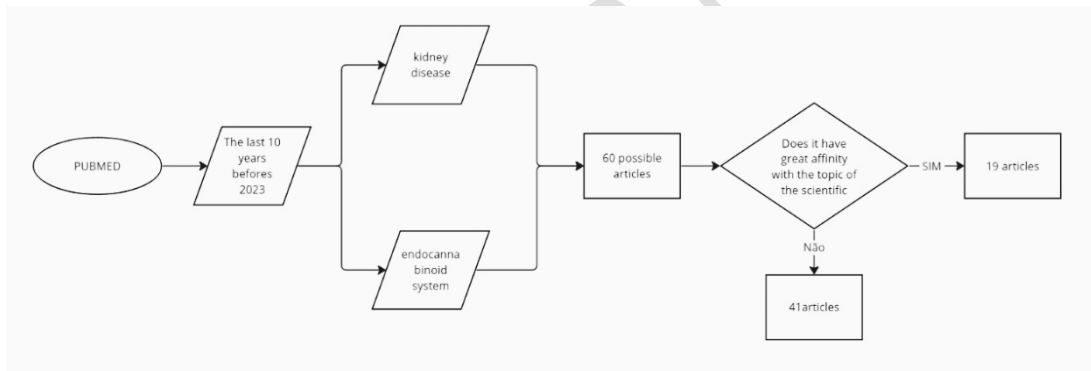 PUBMED
The last 10
years
befores
2023
kidney
disease
endocanna
binoid
system
60 possible
articles
Does it have
great affinity
with the topic of
the scientific
SIM
19 articles
Não
41articles